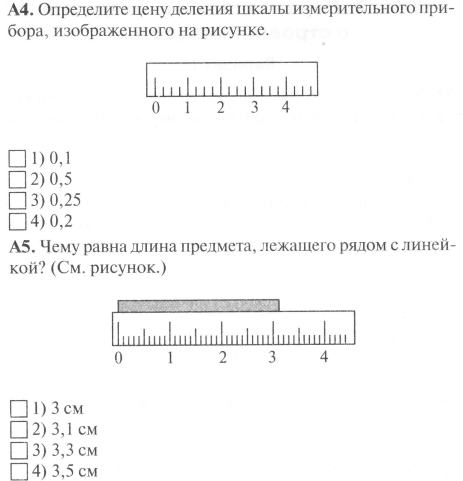 А4. Определите цену деления шкалы измерительного при-
бора, изображенного на рисунке.
0 1 2 3 4
1) 0,1
2) 0,5
3) 0,25
4) 0,2
А5. Чему равна длина предмета, лежащего рядом с линей-
кой? (См. рисунок.)
0 1 2 3 4
1) 3 см
2) 3,1 см
3) 3,3 см
4) 3,5 см